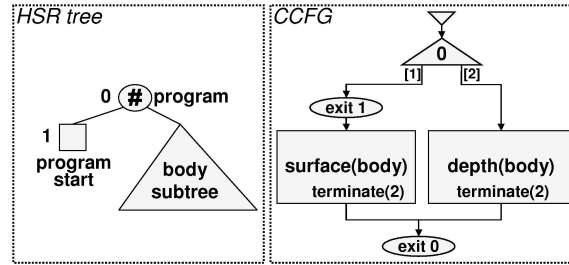 HSR tree
0 # program
1
program
start
body
subtree
CCFG
0
[1] [2]
exit 1
surface(body) depth(body)
terminate(2) terminate(2)
exit 0